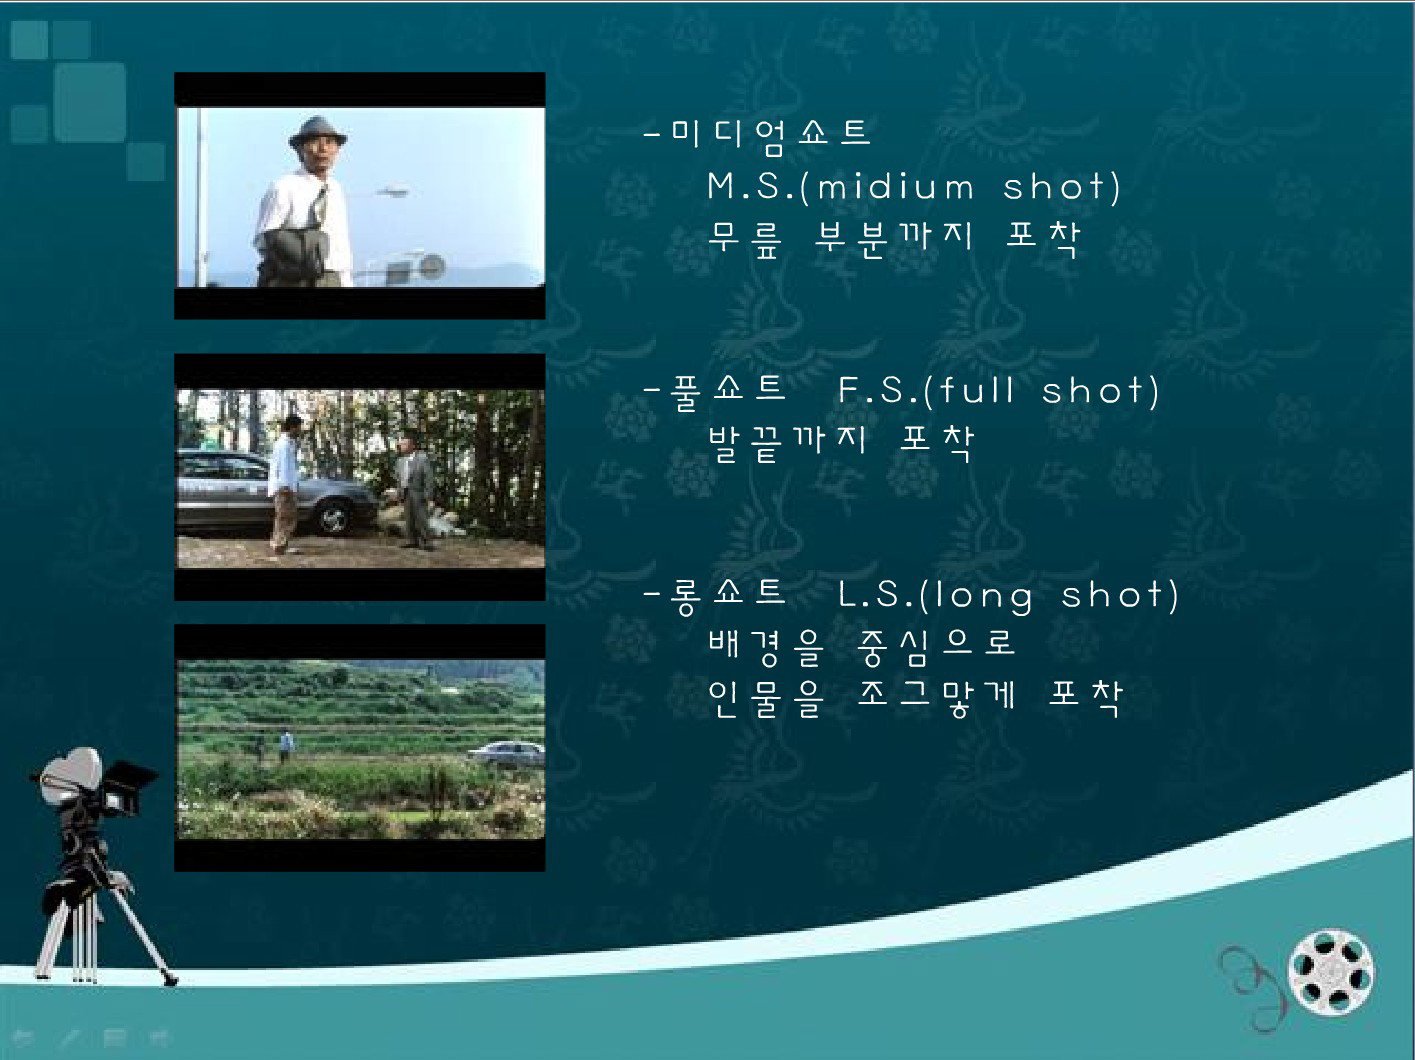 -미디엄쇼트
M.S.(midium shot)
무릎 부분까지 포착
-풀쇼트 F.S.(full shot)
발끝까지 포착
-롱쇼트 L.S.(long shot)
배경을 중심으로
인물을 조그맣게 포착